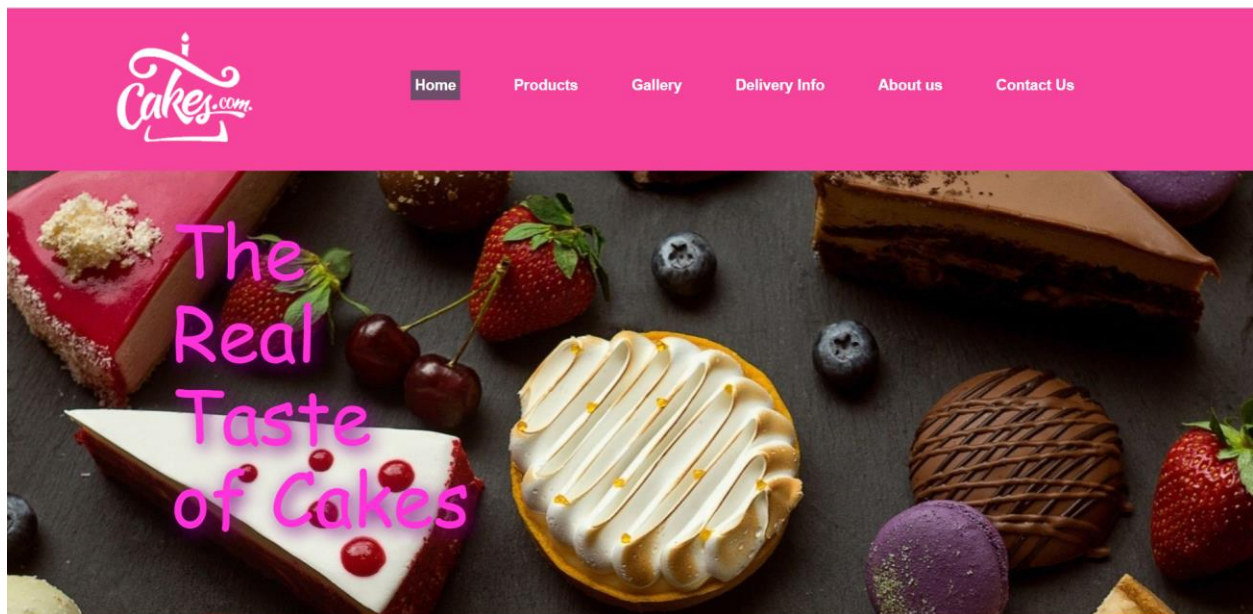 Cakes.com.
Home Products Gallery Delivery Info About us Contact Us
The
Real
Taste
of Cakes